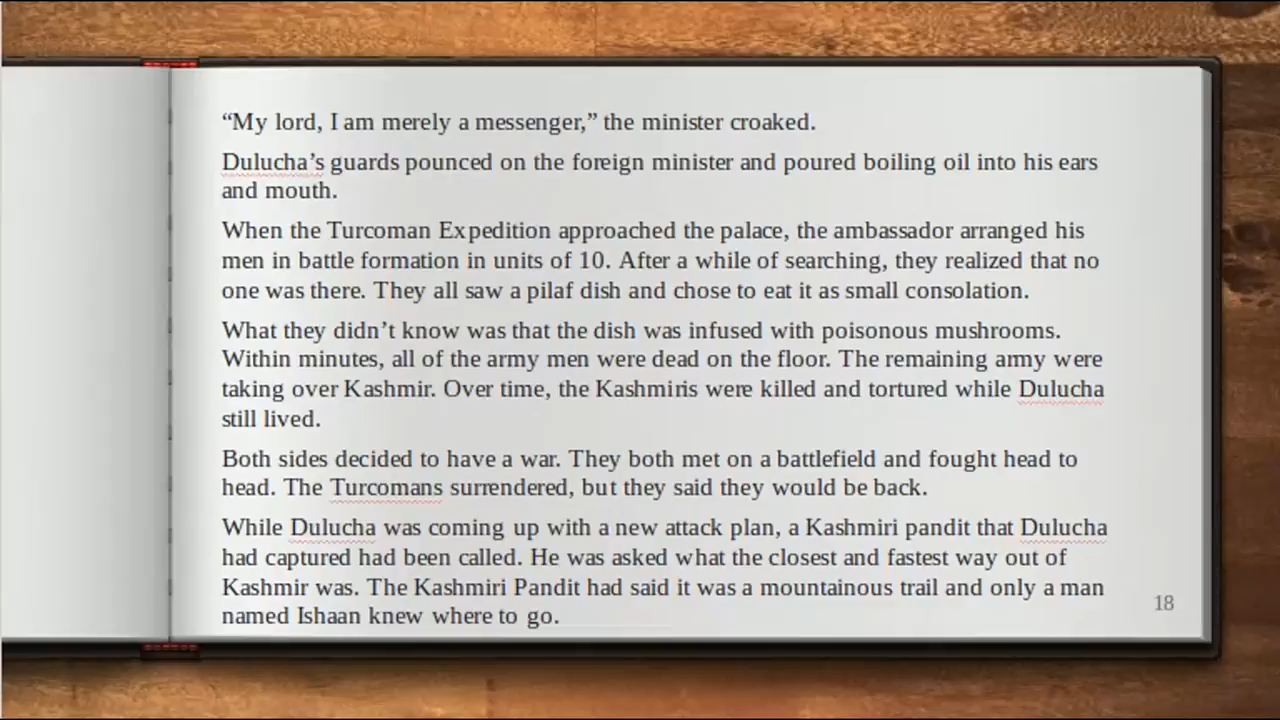 “My lord, I am merely a messenger,” the minister croaked.
Dulucha’s guards pounced on the foreign minister and poured boiling oil into his ears
and mouth.
When the Turcoman Expedition approached the palace, the ambassador arranged his
men in battle formation in units of 10. After a while of searching, they realized that no
one was there. They all saw a pilaf dish and chose to eat it as small consolation.
What they didn’t know was that the dish was infused with poisonous mushrooms.
Within minutes, all of the army men were dead on the floor. The remaining army were
taking over Kashmir. Over time, the Kashmiris were killed and tortured while Dulucha
still lived.
Both sides decided to have a war. They both met on a battlefield and fought head to
head. The Turcomans surrendered, but they said they would be back.
While Dulucha was coming up with a new attack plan, a Kashmiri pandit that Dulucha
had captured had been called. He was asked what the closest and fastest way out of
Kashmir was. The Kashmiri Pandit had said it was a mountainous trail and only a man
named Ishaan knew where to go.
18